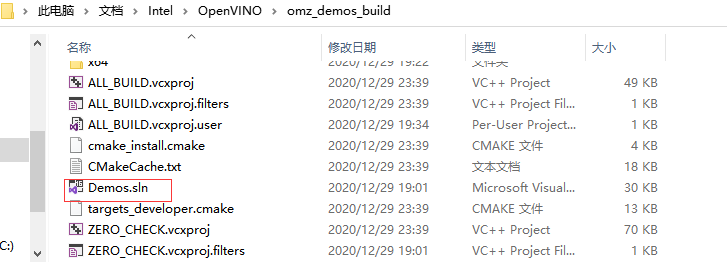 此电脑 > 文档 > Intel > OpenVINO > omz_demos_build
名称 修改日期 类型 大小
x64 2020/12/29 19:22 文件夹
ALL_BUILD.vcxproj 2020/12/29 23:39 VC++ Project 49 KB
ALL_BUILD.vcxproj.filters 2020/12/29 23:39 VC++ Project Fil... 1 KB
ALL_BUILD.vcxproj.user 2020/12/29 19:34 Per-User Project... 1 KB
cmake_install.cmake 2020/12/29 23:39 CMAKE 文件 4 KB
CMakeCache.txt 2020/12/29 23:39 文本文档 18 KB
Demos.sln 2020/12/29 19:01 Microsoft Visual... 30 KB
targets_developer.cmake 2020/12/29 23:39 CMAKE 文件 13 KB
ZERO_CHECK.vcxproj 2020/12/29 23:39 VC++ Project 70 KB
C:)
ZERO_CHECK.vcxproj.filters 2020/12/29 19:01 VC++ Project Fil... 1 KB